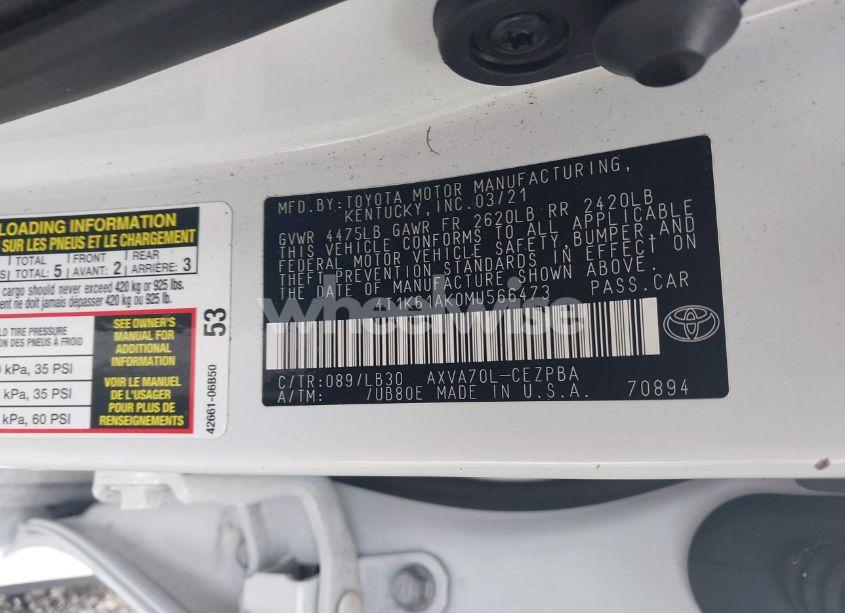 LOADING INFORMATION
SUR LES PNEUS ET LE CHARGEMENT
TOTAL FRONT REAR
TOTAL: 5 AVANT: 2 ARRIÈRE: 3
cargo should never exceed 420 kg or 925 lbs.
ne doit jamais dépasser 420 kg ou 925 lb.
TIRE PRESSURE
DES PNEUS À FROID
kPa, 35 PSI
kPa, 35 PSI
kPa, 60 PSI
SEE OWNER'S
MANUAL FOR
ADDITIONAL
INFORMATION
VOIR LE MANUEL
DE L'USAGER
POUR PLUS DE
RENSEIGNEMENTS
53
42661-06B50
MFD.BY:TOYOTA MOTOR MANUFACTURING,
KENTUCKY,INC.03/21
GVWR 4475LB GAWR FR 2620LB RR 2420LB
THIS VEHICLE CONFORMS TO ALL APPLICABLE
FEDERAL MOTOR VEHICLE SAFETY,BUMPER,AND
THEFT PREVENTION STANDARDS IN EFFECT ON
THE DATE OF MANUFACTURE SHOWN ABOVE.
4T1K61AK0MU566473 PASS.CAR
wheelwise
C/TR:089/LB30 AXVA70L-CEZPBA
A/TM: /UB80E MADE IN U.S.A. 70894